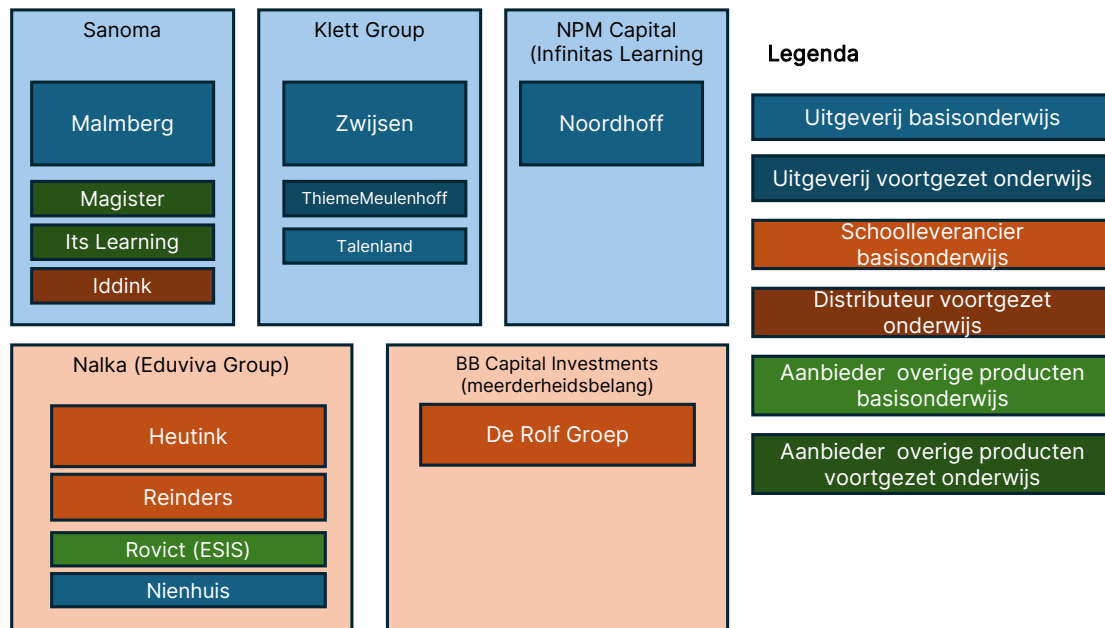 Sanoma
Malmberg
Magister
Its Learning
Iddink
Klett Group
Zwijsen
ThiemeMeulenhoff
Talenland
NPM Capital
(Infinitas Learning
Noordhoff
Legenda
Uitgeverij basisonderwijs
Uitgeverij voortgezet onderwijs
Schoolleverancier
basisonderwijs
Distributeur voortgezet
onderwijs
Aanbieder overige producten
basisonderwijs
Aanbieder overige producten
voortgezet onderwijs
Nalka (Eduviva Group)
Heutink
Reinders
Rovict (ESIS)
Nienhuis
BB Capital Investments
(meerderheidsbelang)
De Rolf Groep